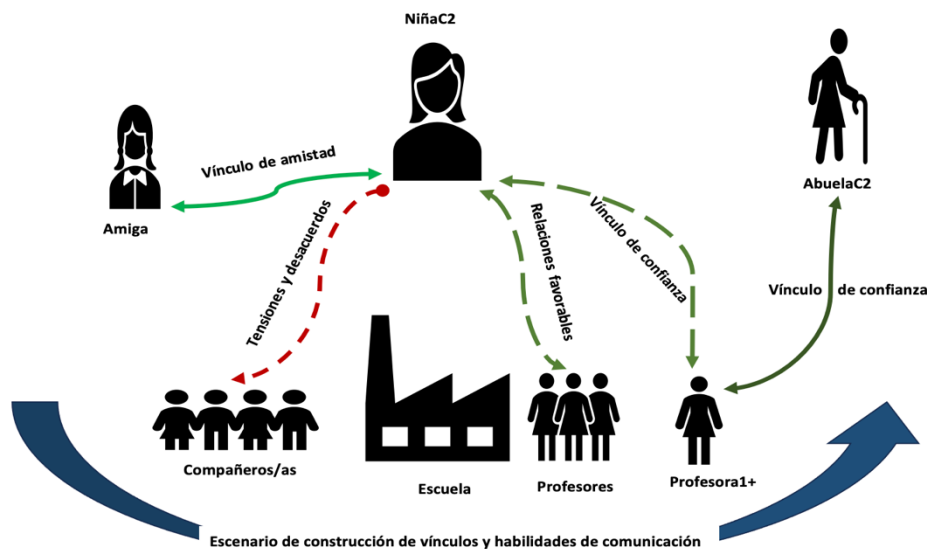 NiñaC2
Vínculo de amistad
Amiga
AbuelaC2
Tensiones y desacuerdos
Relaciones favorables
Vínculo de confianza
Vínculo de confianza
Compañeros/as
Escuela
Profesores
Profesora1+
Escenario de construcción de vínculos y habilidades de comunicación